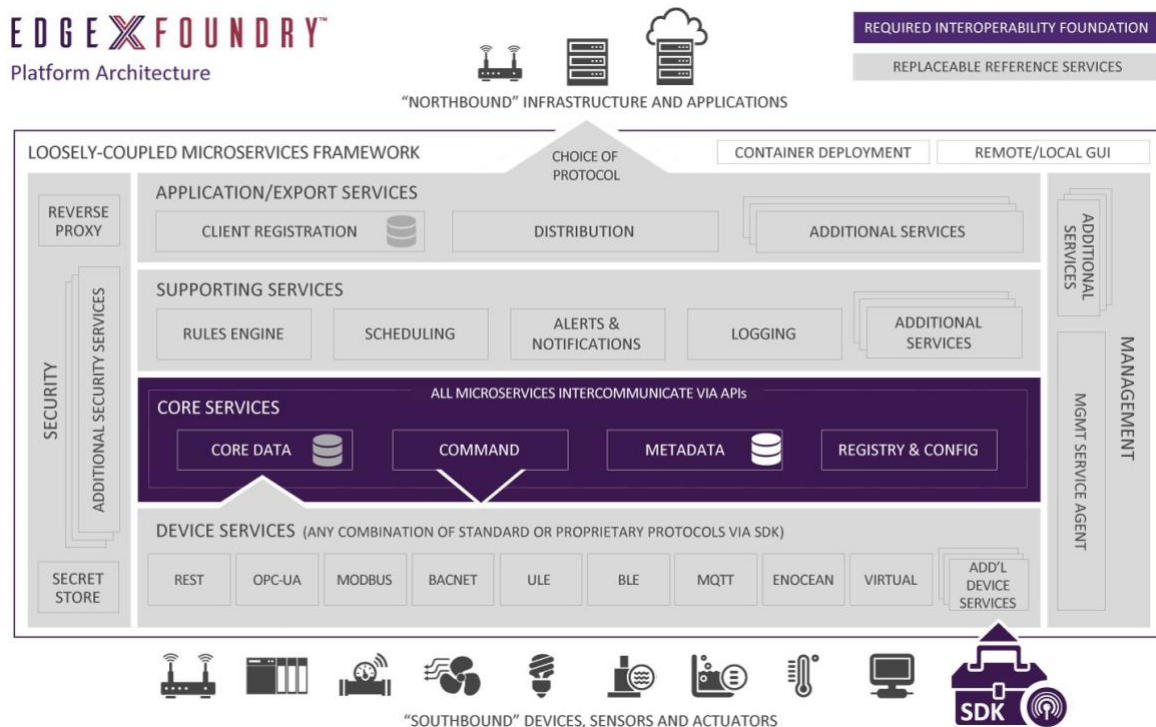 EDGE X FOUNDRY™
Platform Architecture
REQUIRED INTEROPERABILITY FOUNDATION
REPLACEABLE REFERENCE SERVICES
“NORTHBOUND” INFRASTRUCTURE AND APPLICATIONS
LOOSELY-COUPLED MICROSERVICES FRAMEWORK
CHOICE OF
PROTOCOL
CONTAINER DEPLOYMENT
REMOTE/LOCAL GUI
REVERSE
PROXY
SECURITY
ADDITIONAL SECURITY SERVICES
SECRET
STORE
APPLICATION/EXPORT SERVICES
CLIENT REGISTRATION
DISTRIBUTION
ADDITIONAL SERVICES
SUPPORTING SERVICES
RULES ENGINE
SCHEDULING
ALERTS &
NOTIFICATIONS
LOGGING
ADDITIONAL
SERVICES
ALL MICROSERVICES INTERCOMMUNICATE VIA APIs
CORE SERVICES
CORE DATA
COMMAND
METADATA
REGISTRY & CONFIG
DEVICE SERVICES (ANY COMBINATION OF STANDARD OR PROPRIETARY PROTOCOLS VIA SDK)
REST
OPC-UA
MODBUS
BACNET
ULE
BLE
MQTT
ENOCEAN
VIRTUAL
ADD’L
DEVICE
SERVICES
ADDITIONAL
SERVICES
MANAGEMENT
MGMT SERVICE AGENT
“SOUTHBOUND” DEVICES, SENSORS AND ACTUATORS
SDK